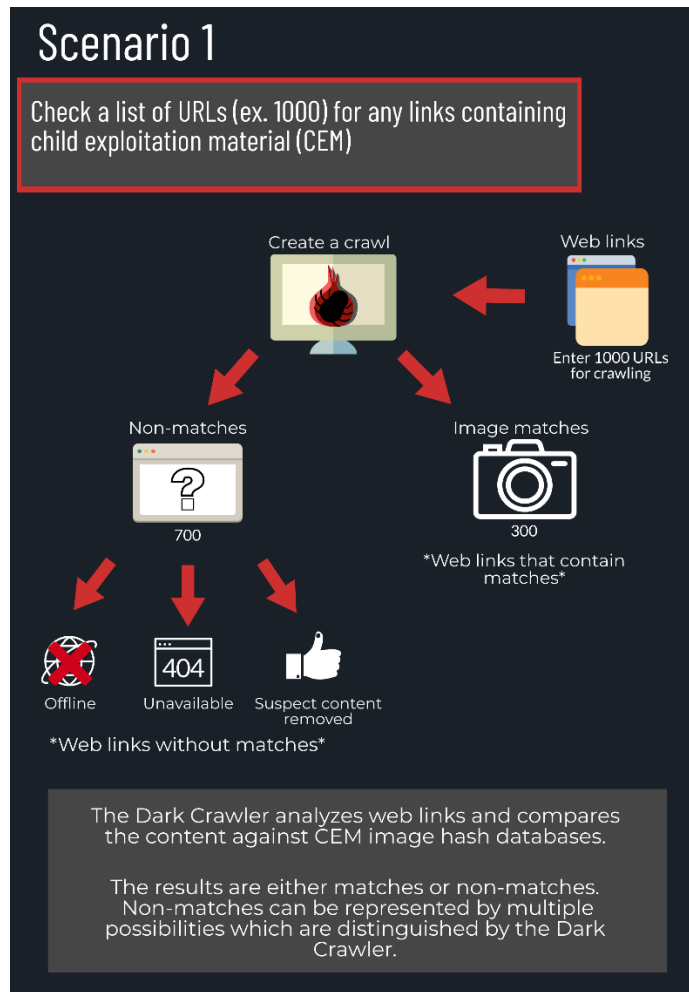 Scenario 1
Check a list of URLs (ex. 1000) for any links containing
child exploitation material (CEM)
Create a crawl
Web links
Enter 1000 URLs
for crawling
Non-matches
?
700
Image matches
300
*Web links that contain
matches*
Offline
404
Unavailable
Suspect content
removed
*Web links without matches*
The Dark Crawler analyzes web links and compares
the content against CEM image hash databases.
The results are either matches or non-matches.
Non-matches can be represented by multiple
possibilities which are distinguished by the Dark
Crawler.